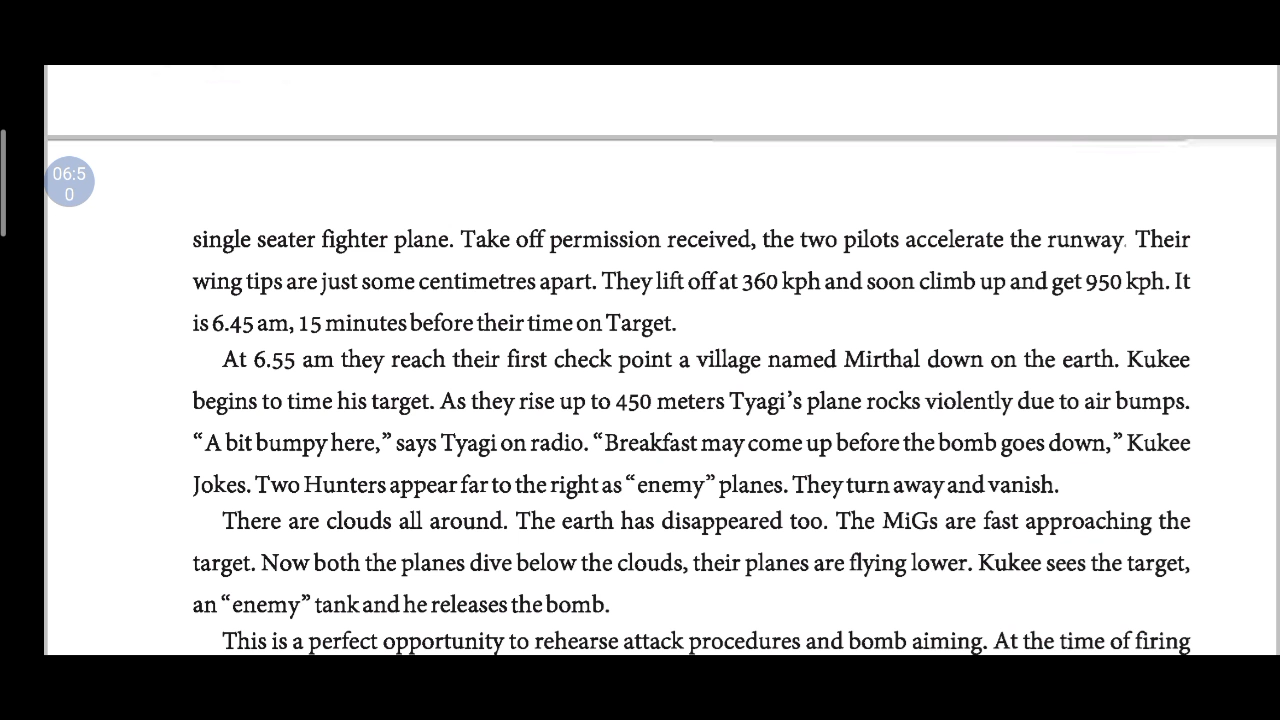 06:5
0
single seater fighter plane. Take off permission received, the two pilots accelerate the runway. Their
wing tips are just some centimetres apart. They lift off at 360 kph and soon climb up and get 950 kph. It
is 6.45 am, 15 minutes before their time on Target.
At 6.55 am they reach their first check point a village named Mirthal down on the earth. Kukee
begins to time his target. As they rise up to 450 meters Tyagi's plane rocks violently due to air bumps.
“A bit bumpy here,” says Tyagi on radio. “Breakfast may come up before the bomb goes down,” Kukee
Jokes. Two Hunters appear far to the right as “enemy” planes. They turn away and vanish.
There are clouds all around. The earth has disappeared too. The MiGs are fast approaching the
target. Now both the planes dive below the clouds, their planes are flying lower. Kukee sees the target,
an “enemy” tank and he releases the bomb.
This is a perfect opportunity to rehearse attack procedures and bomb aiming. At the time of firing